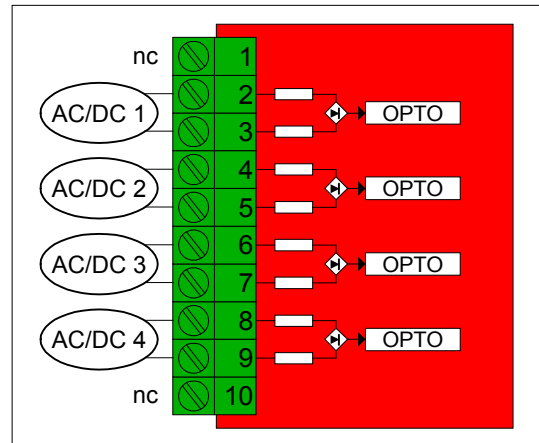 nc 1
2
AC/DC 1 OPTO
3
4
AC/DC 2 OPTO
5
6
AC/DC 3 OPTO
7
8
AC/DC 4 OPTO
9
nc 10